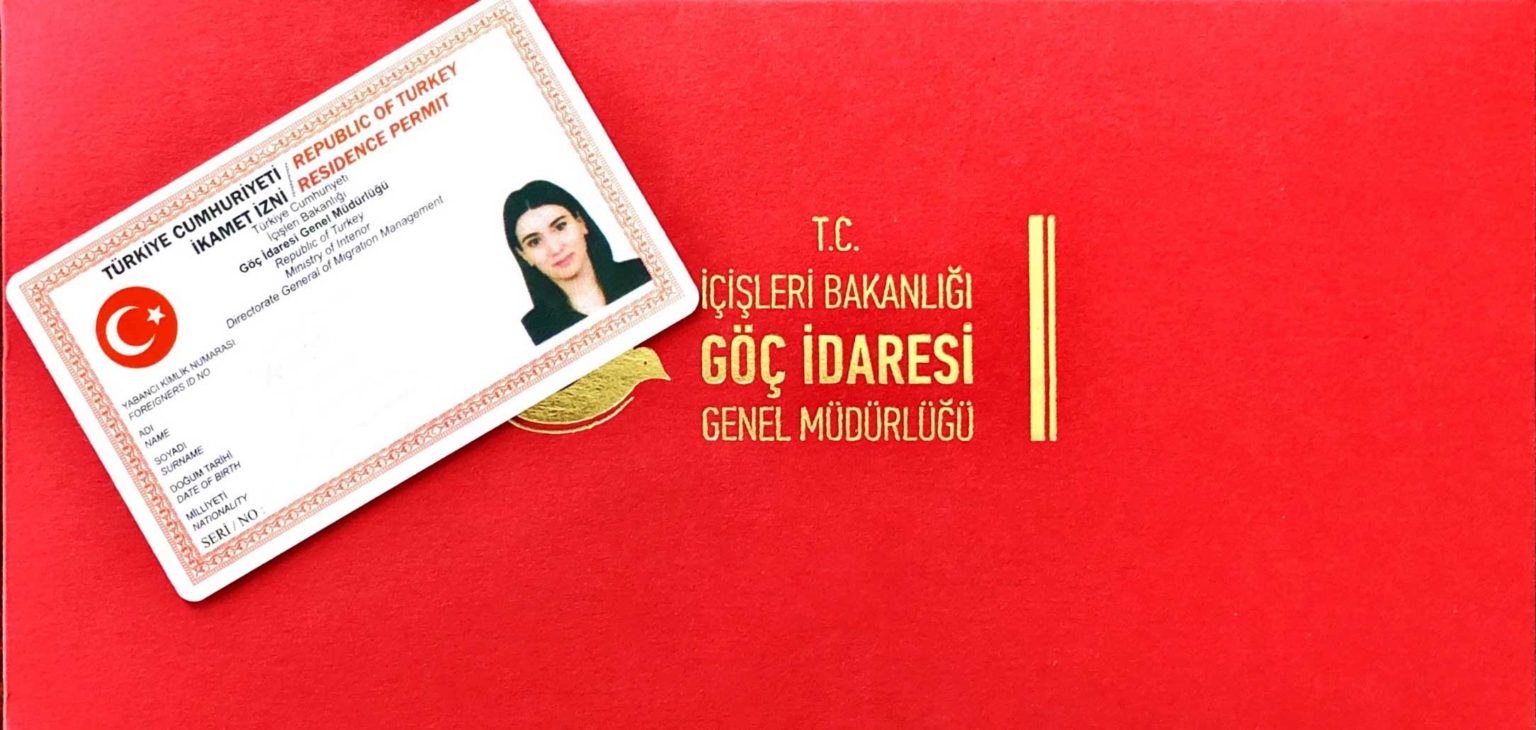 TÜRKİYE CUMHURİYETİ / REPUBLIC OF TURKEY
İKAMET İZNİ / RESIDENCE PERMIT
Türkiye Cumhuriyeti
İçişleri Bakanlığı
Göç İdaresi Genel Müdürlüğü
Republic of Turkey
Ministry of Interior
Directorate General of Migration Management
YABANCI KİMLİK NUMARASI
FOREIGNERS ID NO
ADI
NAME
SOYADI
SURNAME
DOĞUM TARİHİ
DATE OF BIRTH
MİLLİYETİ
NATIONALITY
SERİ / NO :
T.C.
İÇİŞLERİ BAKANLIĞI
GÖÇ İDARESİ
GENEL MÜDÜRLÜĞÜ